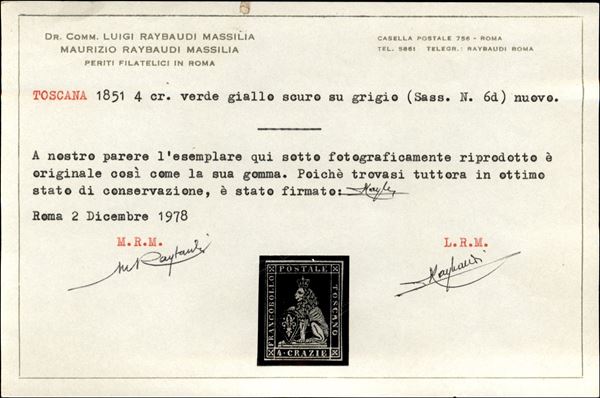 DR. COMM. LUIGI RAYBAUDI MASSILIA
MAURIZIO RAYBAUDI MASSILIA
PERITI FILATELICI IN ROMA
CASELLA POSTALE 756 - ROMA
TEL. 5861 TELEGR.: RAYBAUDI ROMA
TOSCANA 1851 4 cr. verde giallo scuro su grigio (Sass. N. 6d) nuovo.
A nostro parere l'esemplare qui sotto fotograficamente riprodotto è
originale così come la sua gomma. Poichè trovasi tuttora in ottimo
stato di conservazione, è stato firmato:
Roma 2 Dicembre 1978
M.R.M.
L.R.M.
M Raybaudi
Raybaudi
POSTALE
FRANCOBOLLO
TOSCANO
4·CRAZIE